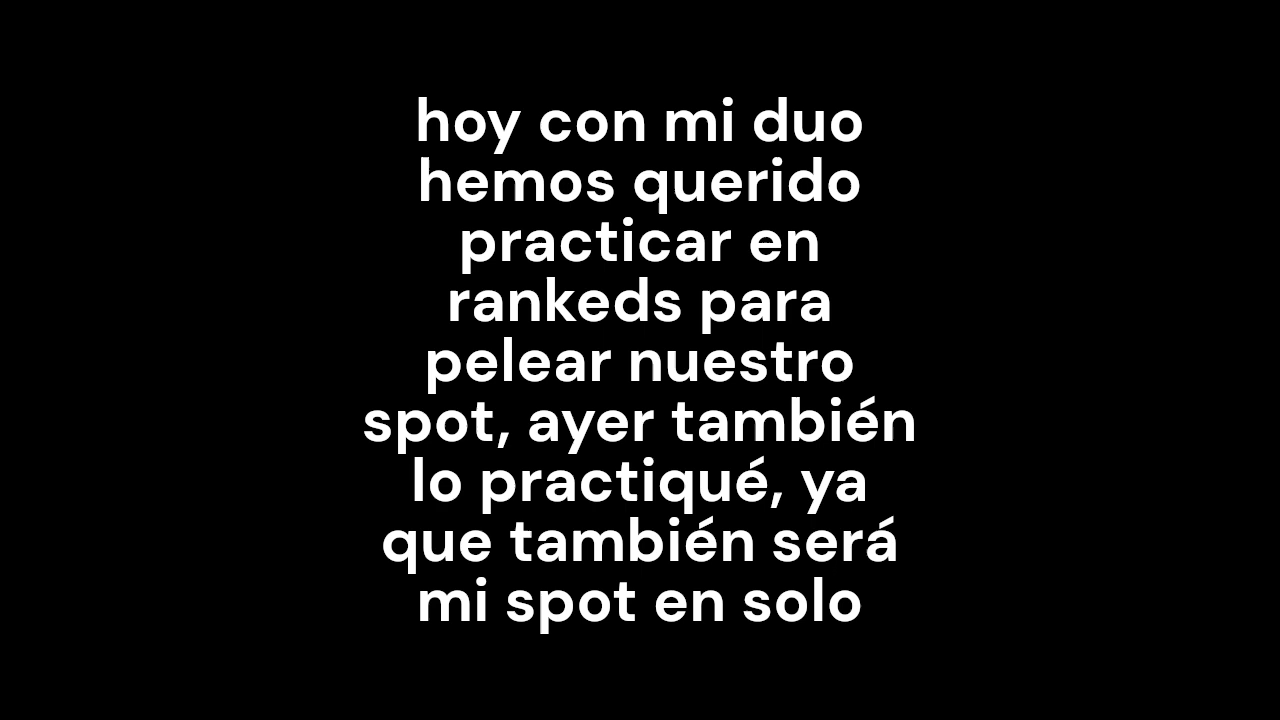 hoy con mi duo
hemos querido
practicar en
rankeds para
pelear nuestro
spot, ayer también
lo practiqué, ya
que también será
mi spot en solo